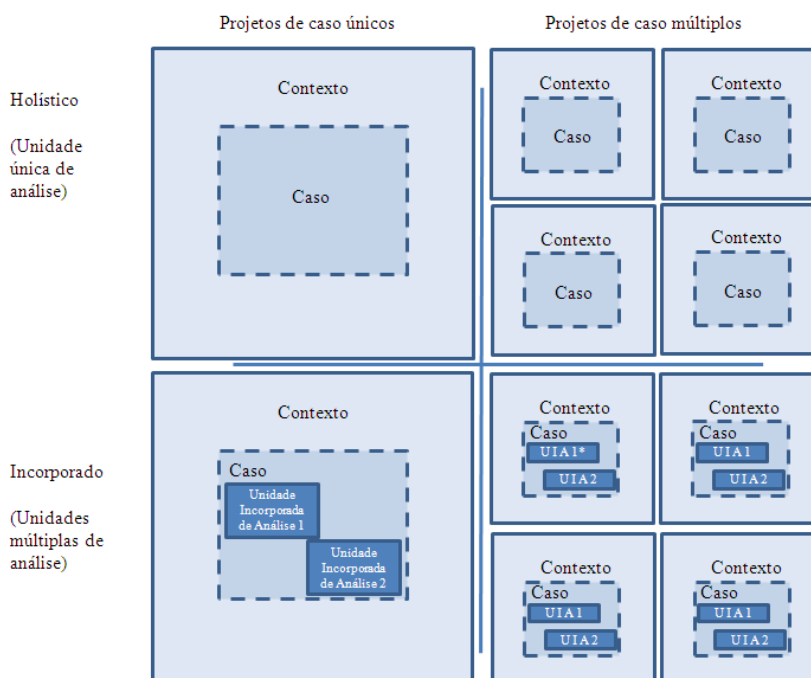 Projetos de caso únicos
Projetos de caso múltiplos
Holístico
(Unidade
única de
análise)
Contexto
Caso
Contexto
Caso
Contexto
Caso
Contexto
Caso
Contexto
Caso
Incorporado
(Unidades
múltiplas de
análise)
Contexto
Caso
Unidade
Incorporada
de Análise 1
Unidade
Incorporada
de Análise 2
Contexto
Caso
UIA1*
UIA2
Contexto
Caso
UIA1
UIA2
Contexto
Caso
UIA1
UIA2
Contexto
Caso
UIA1
UIA2